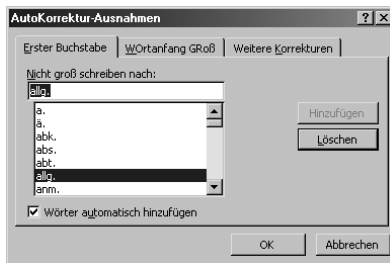 AutoKorrektur-Ausnahmen
Erster Buchstabe WOrtanfang GRoß Weitere Korrekturen
Nicht groß schreiben nach:
allg.
a.
ä.
abk.
abs.
abt.
allg.
anm.
Hinzufügen
Löschen
Wörter automatisch hinzufügen
OK Abbrechen